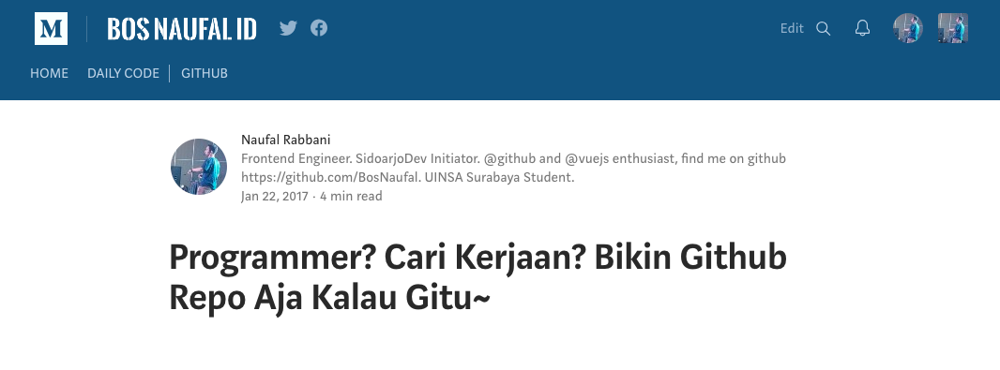 M
BOS NAUFAL ID
Edit
HOME
DAILY CODE
GITHUB
Naufal Rabbani
Frontend Engineer. SidoarjoDev Initiator. @github and @vuejs enthusiast, find me on github
https://github.com/BosNaufal. UINSA Surabaya Student.
Jan 22, 2017 · 4 min read
Programmer? Cari Kerjaan? Bikin Github
Repo Aja Kalau Gitu~